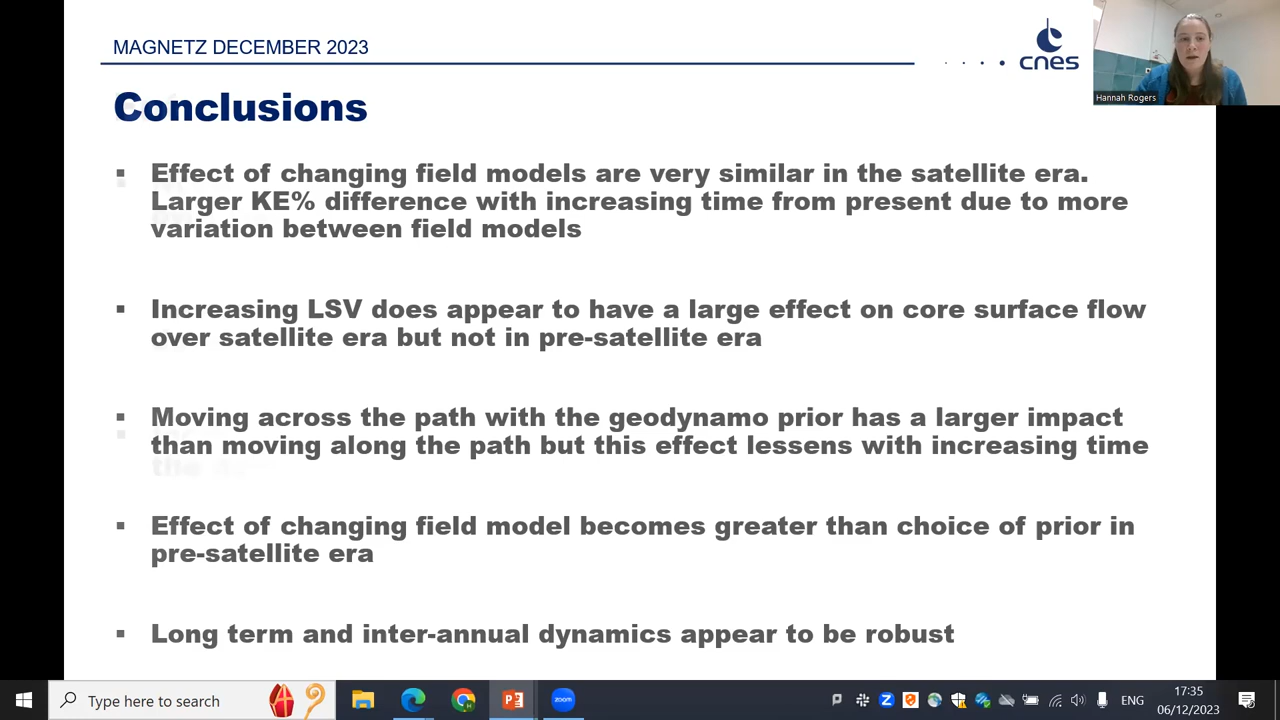 MAGNETZ DECEMBER 2023
cnes
Hannah Rogers
Conclusions
Effect of changing field models are very similar in the satellite era.
Larger KE% difference with increasing time from present due to more
variation between field models
Increasing LSV does appear to have a large effect on core surface flow
over satellite era but not in pre-satellite era
Moving across the path with the geodynamo prior has a larger impact
than moving along the path but this effect lessens with increasing time
Effect of changing field model becomes greater than choice of prior in
pre-satellite era
Long term and inter-annual dynamics appear to be robust
Type here to search
zoom
ENG
17:35
06/12/2023